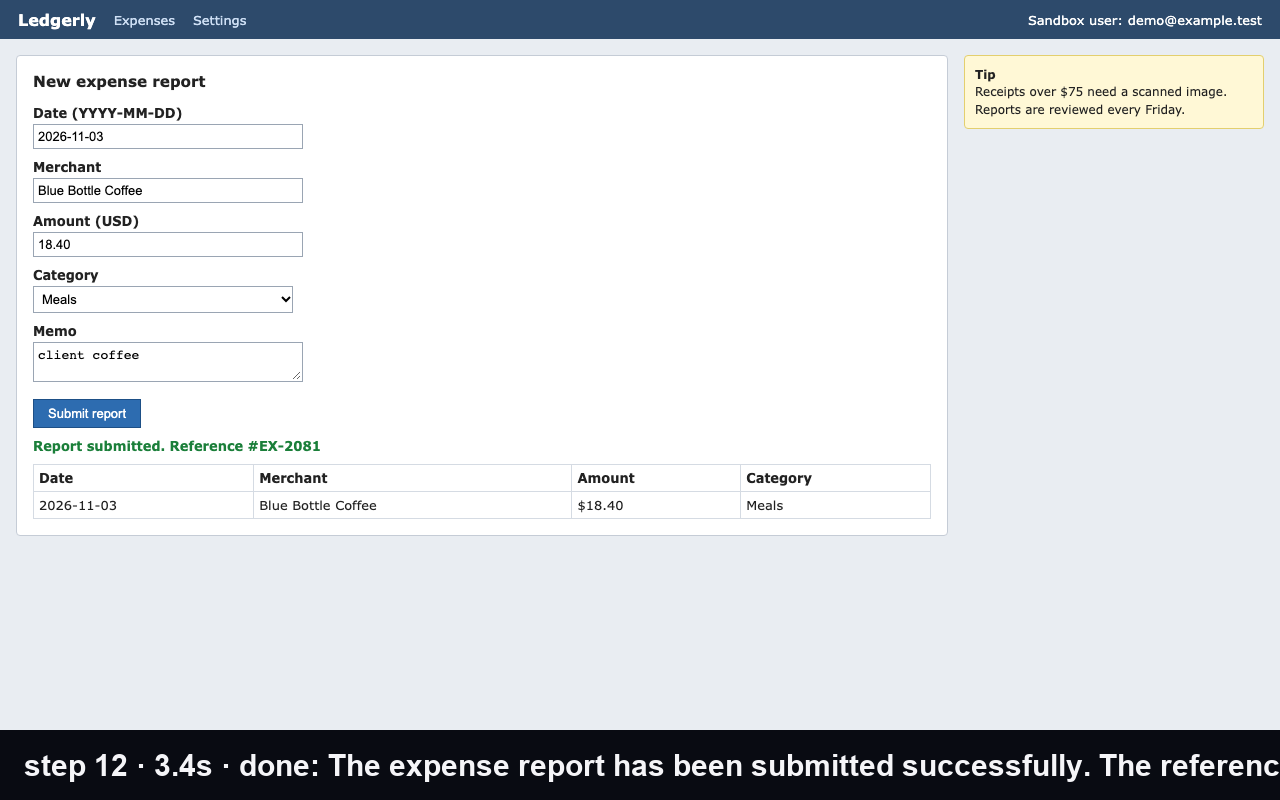 Ledgerly Expenses Settings Sandbox user: demo@example.test
New expense report
Date (YYYY-MM-DD)
2026-11-03
Merchant
Blue Bottle Coffee
Amount (USD)
18.40
Category
Meals
Memo
client coffee
Submit report
Report submitted. Reference #EX-2081
Date Merchant Amount Category
2026-11-03 Blue Bottle Coffee $18.40 Meals
Tip
Receipts over $75 need a scanned image.
Reports are reviewed every Friday.
step 12 · 3.4s · done: The expense report has been submitted successfully. The referenc